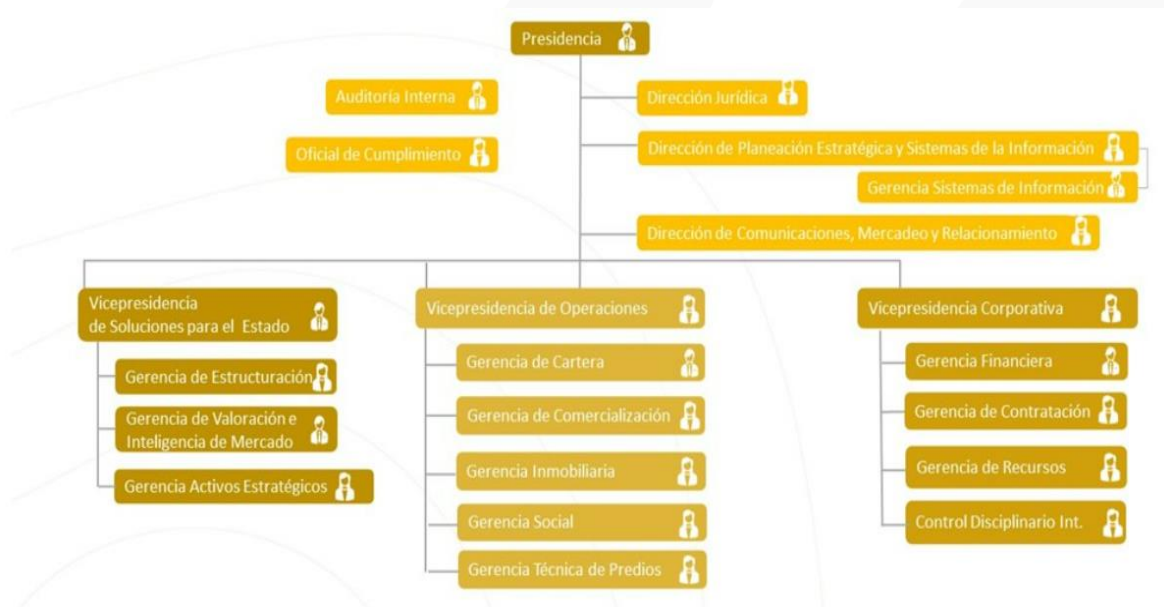 Presidencia
Auditoria Interna
Dirección Jurídica
Oficial de Cumplimiento
Dirección de Planeación Estratégica y Sistemas de la Información
Gerencia Sistemas de Información
Dirección de Comunicaciones, Mercadeo y Relacionamiento
Vicepresidencia
de Soluciones para el Estado
Gerencia de Estructuración
Gerencia de Valoración e
Inteligencia de Mercado
Gerencia Activos Estratégicos
Vicepresidencia de Operaciones
Gerencia de Cartera
Gerencia de Comercialización
Gerencia Inmobiliaria
Gerencia Social
Gerencia Técnica de Predios
Vicepresidencia Corporativa
Gerencia Financiera
Gerencia de Contratación
Gerencia de Recursos
Control Disciplinario Int.